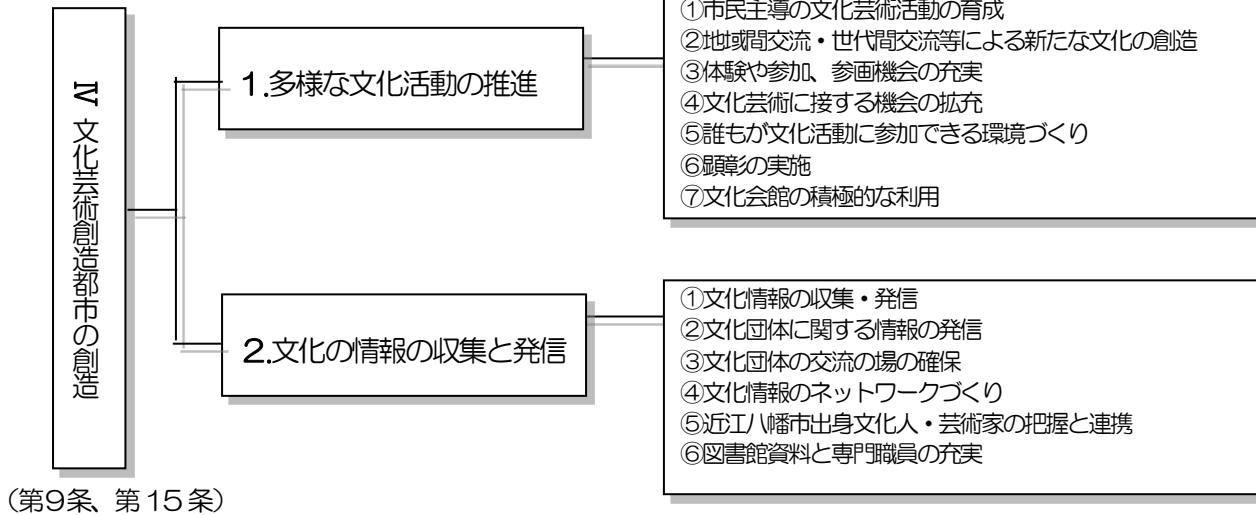 Ⅳ 文化芸術創造都市の創造
1.多様な文化活動の推進
①市民主導の文化芸術活動の育成
②地域間交流・世代間交流等による新たな文化の創造
③体験や参加、参画機会の充実
④文化芸術に接する機会の拡充
⑤誰もが文化活動に参加できる環境づくり
⑥顕彰の実施
⑦文化会館の積極的な利用
2.文化の情報の収集と発信
①文化情報の収集・発信
②文化団体に関する情報の発信
③文化団体の交流の場の確保
④文化情報のネットワークづくり
⑤近江八幡市出身文化人・芸術家の把握と連携
⑥図書館資料と専門職員の充実
（第9条、第15条）